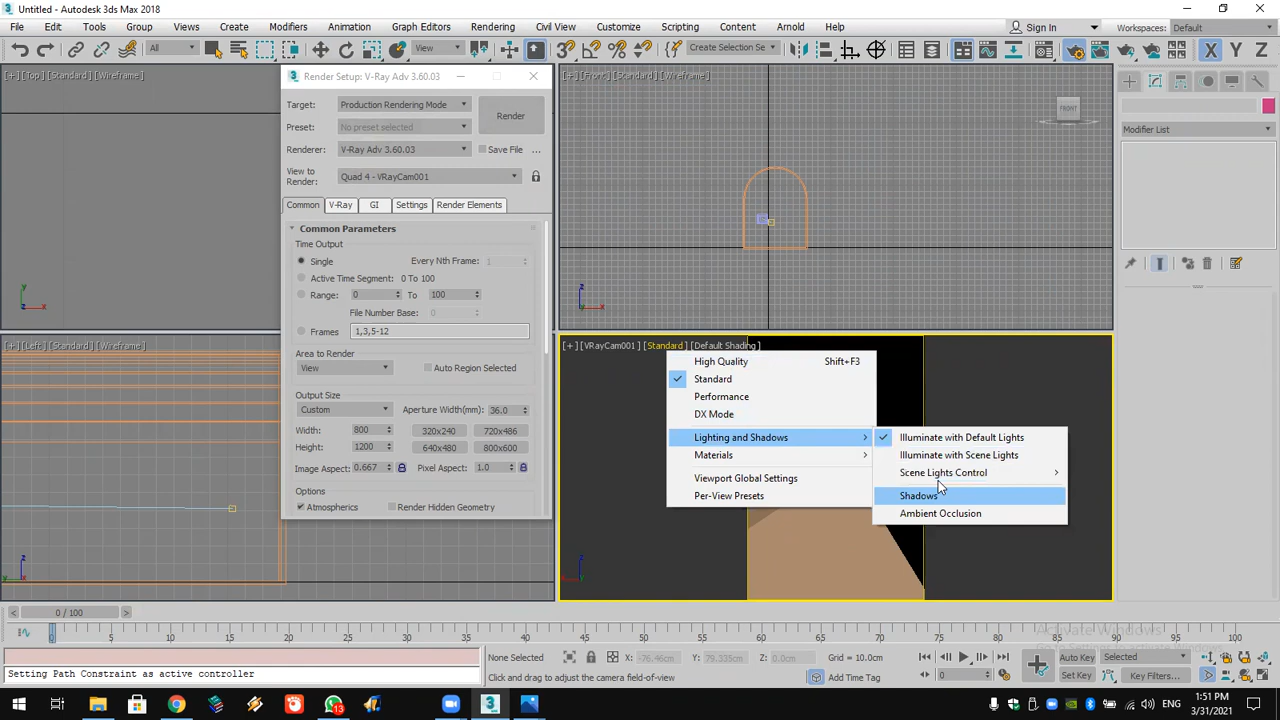 Untitled - Autodesk 3ds Max 2018
File Edit Tools Group Views Create Modifiers Animation Graph Editors Rendering Civil View Customize Scripting Content Arnold Help Sign In Workspaces: Default
All View Create Selection Se X Y Z
[+] [Top] [Standard] [Wireframe]
Render Setup: V-Ray Adv 3.60.03
[+] [Front] [Standard] [Wireframe]
FRONT
Target: Production Rendering Mode
Render
Preset: No preset selected
Renderer: V-Ray Adv 3.60.03 Save File ...
View to Render: Quad 4 - VRayCam001
Common V-Ray GI Settings Render Elements
Common Parameters
Time Output
Single Every Nth Frame: 1
Active Time Segment: 0 To 100
Range: 0 To 100
File Number Base: 0
Frames 1,3,5-12
Area to Render
View Auto Region Selected
Output Size
Custom Aperture Width(mm): 36.0
Width: 800 320x240 720x486
Height: 1200 640x480 800x600
Image Aspect: 0.667 Pixel Aspect: 1.0
Options
Atmospherics Render Hidden Geometry
Modifier List
z x
y x
[+] [Left] [Standard] [Wireframe]
z
y
[+] [VRayCam001] [Standard] [Default Shading]
High Quality Shift+F3
Standard
Performance
DX Mode
Lighting and Shadows
Materials
Viewport Global Settings
Per-View Presets
Illuminate with Default Lights
Illuminate with Scene Lights
Scene Lights Control
Shadows
Ambient Occlusion
z
0 / 100
0 5 10 15 20 25 30 35 40 45 50 55 60 65 70 75 80 85 90 95 100
Activate Windows
Setting Path Constraint as active controller
None Selected X: -76.46cm Y: 79.335cm Z: 0.0cm Grid = 10.0cm
Click and drag to adjust the camera field-of-view
Add Time Tag
0
Auto Key Selected
Set Key Key Filters...
13
ENG
1:51 PM
3/31/2021